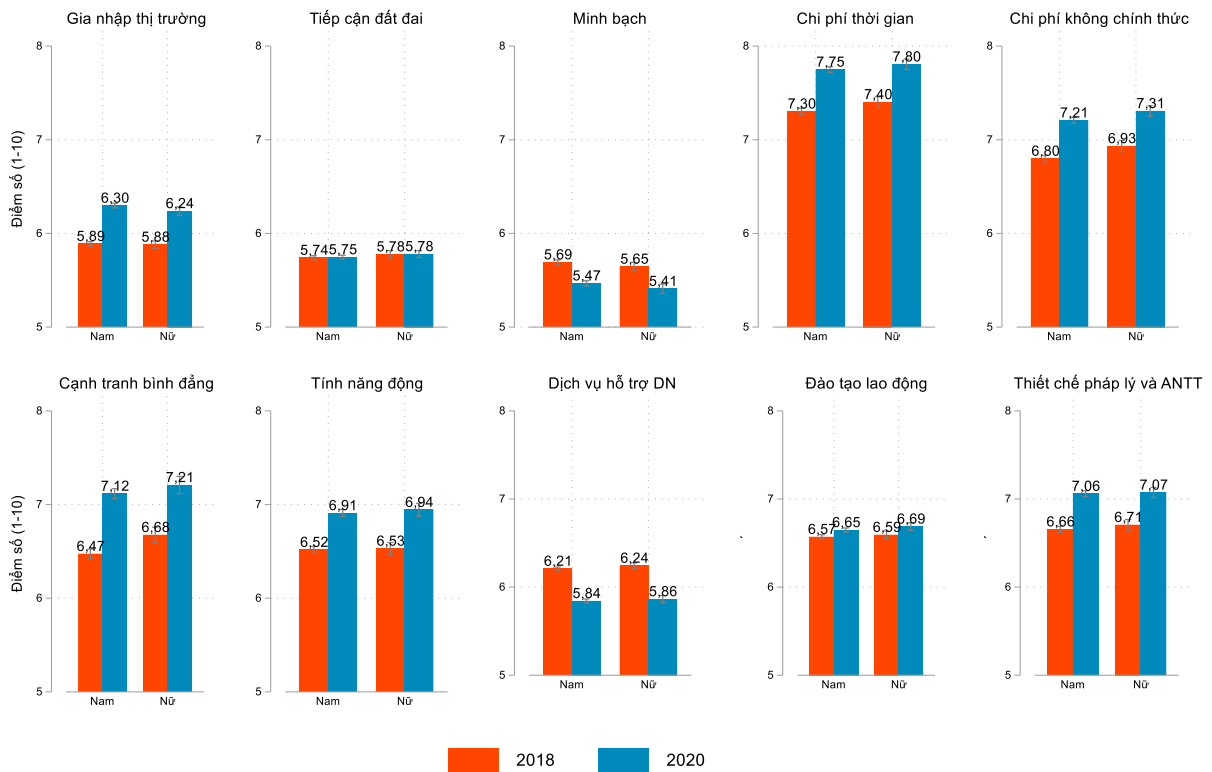 Gia nhập thị trường
8
7
6
5
Điểm số (1-10)
5,89
6,30
5,88
6,24
Nam
Nữ
Tiếp cận đất đai
8
7
6
5
5,74
5,75
5,78
5,78
Nam
Nữ
Minh bạch
8
7
6
5
5,69
5,47
5,65
5,41
Nam
Nữ
Chi phí thời gian
8
7
6
5
7,30
7,75
7,40
7,80
Nam
Nữ
Chi phí không chính thức
8
7
6
5
6,80
7,21
6,93
7,31
Nam
Nữ
Cạnh tranh bình đẳng
8
7
6
5
Điểm số (1-10)
6,47
7,12
6,68
7,21
Nam
Nữ
Tính năng động
8
7
6
5
6,52
6,91
6,53
6,94
Nam
Nữ
Dịch vụ hỗ trợ DN
8
7
6
5
6,21
5,84
6,24
5,86
Nam
Nữ
Đào tạo lao động
8
7
6
5
6,57
6,65
6,59
6,69
Nam
Nữ
Thiết chế pháp lý và ANTT
8
7
6
5
6,66
7,06
6,71
7,07
Nam
Nữ
2018
2020